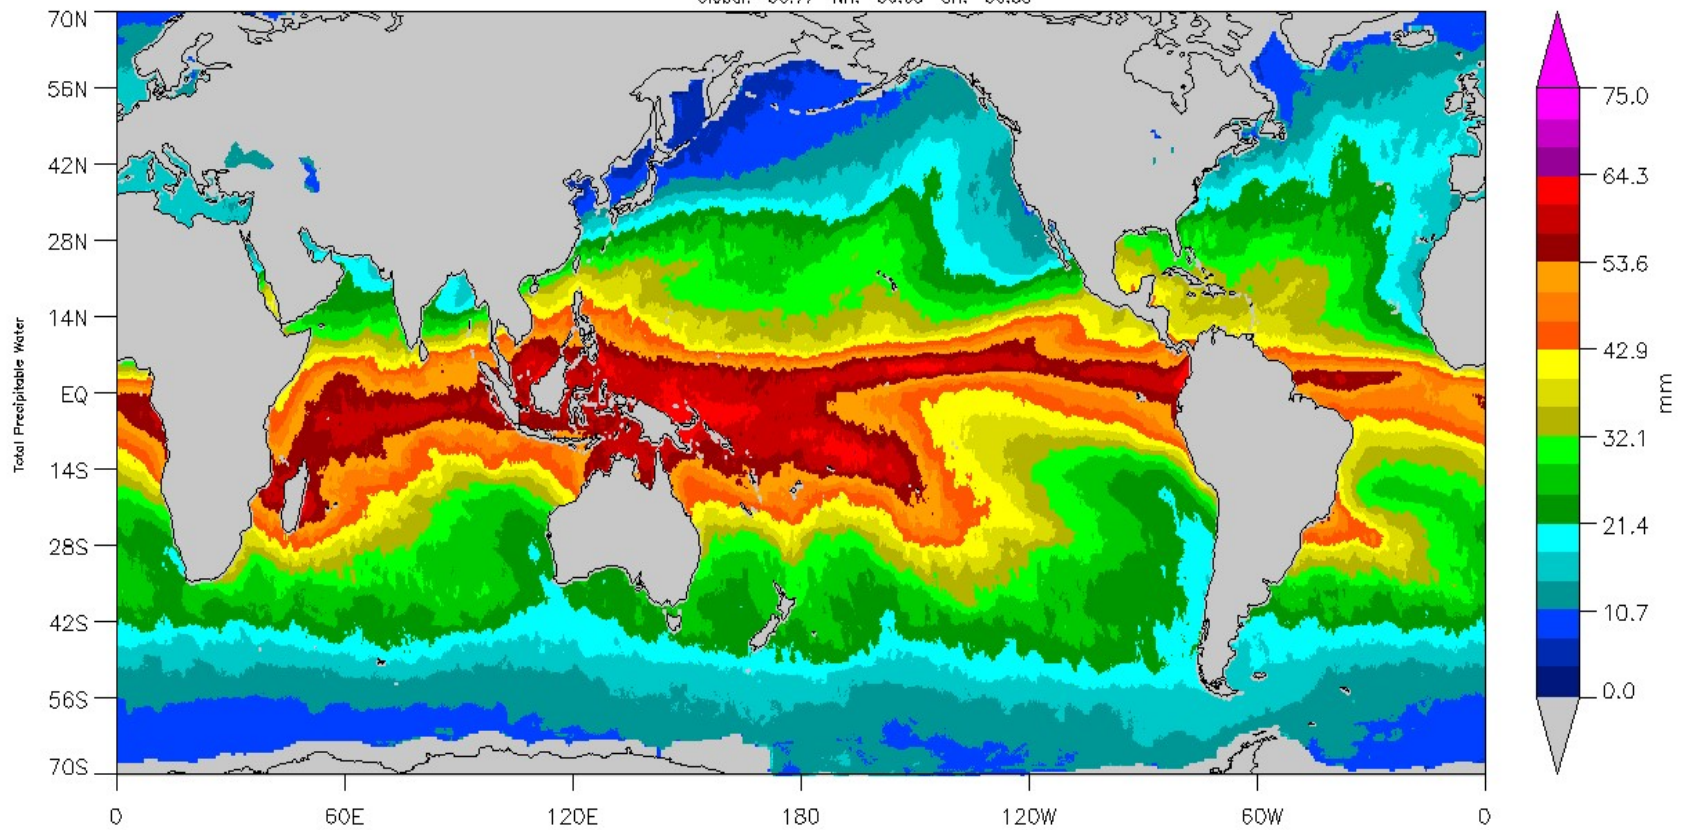 70N
56N
42N
28N
14N
EQ
14S
28S
42S
56S
70S
Total Precipitable Water
0 60E 120E 180 120W 60W 0
75.0
64.3
53.6
42.9
32.1
21.4
10.7
0.0
mm